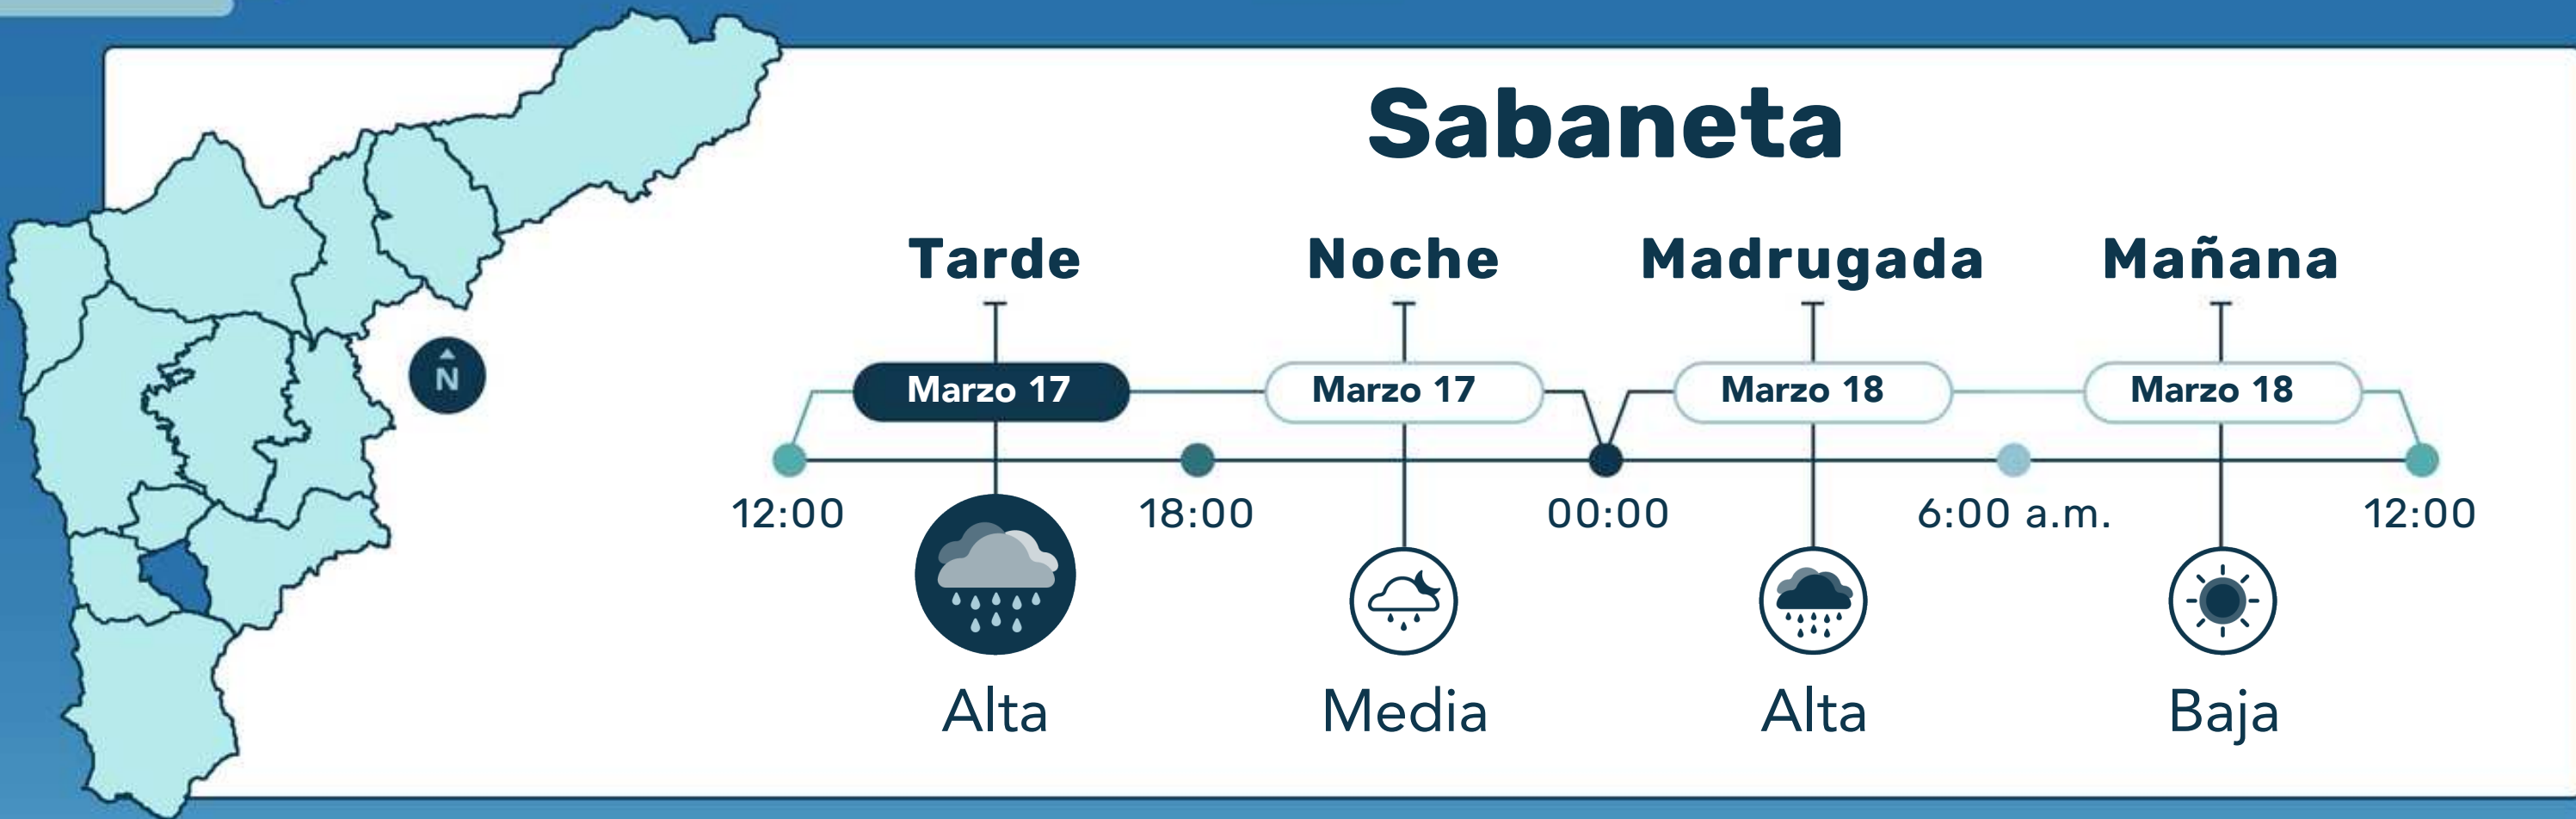 Sabaneta
Tarde Noche Madrugada Mañana
Marzo 17 Marzo 17 Marzo 18 Marzo 18
N
12:00 18:00 00:00 6:00 a.m. 12:00
Alta Media Alta Baja